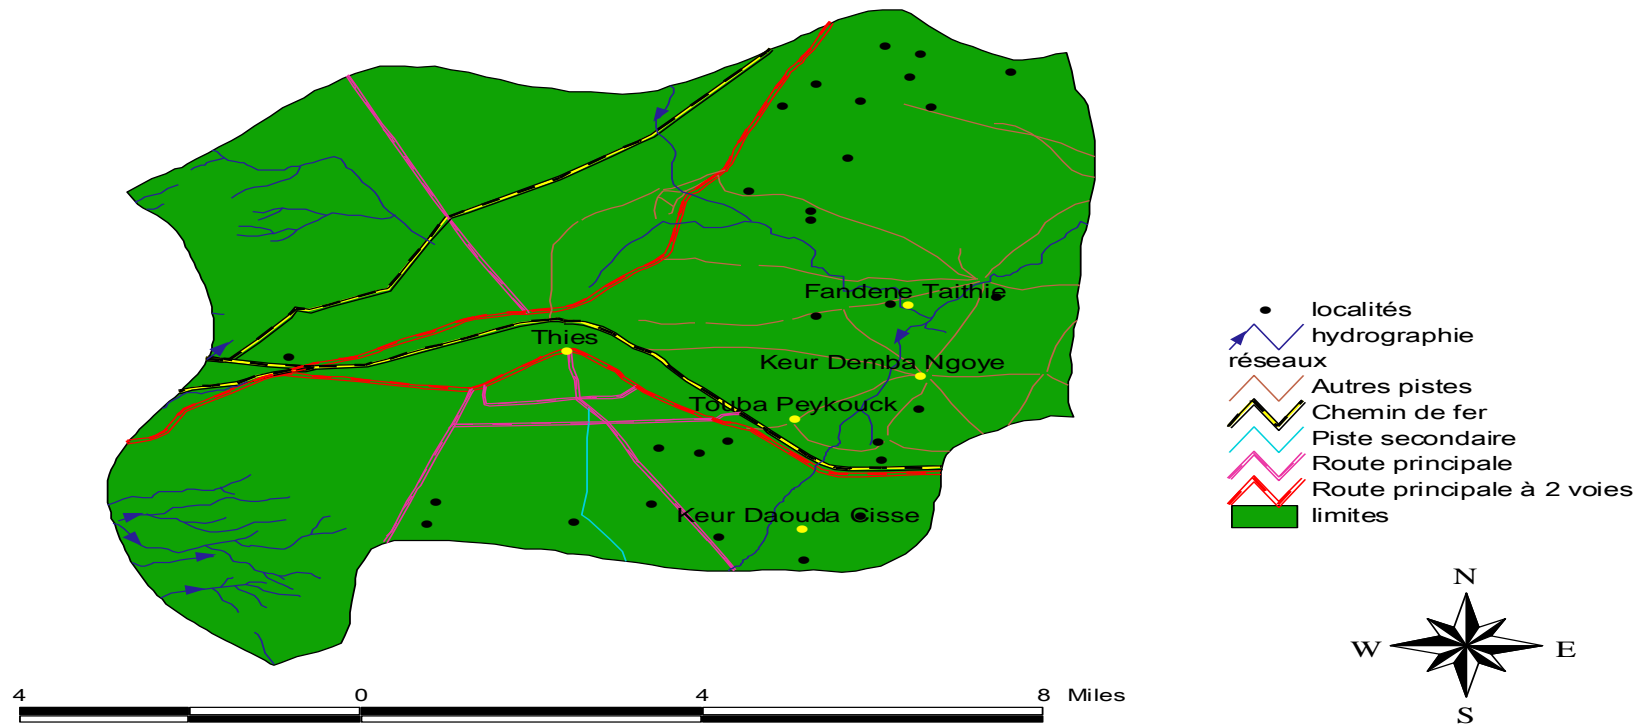 Fandene Taithie
Thies
Keur Demba Ngoye
Touba Peykouck
Keur Daouda Cisse
localités
hydrographie
réseaux
Autres pistes
Chemin de fer
Piste secondaire
Route principale
Route principale à 2 voies
limites
N
W E
S
4 0 4 8 Miles